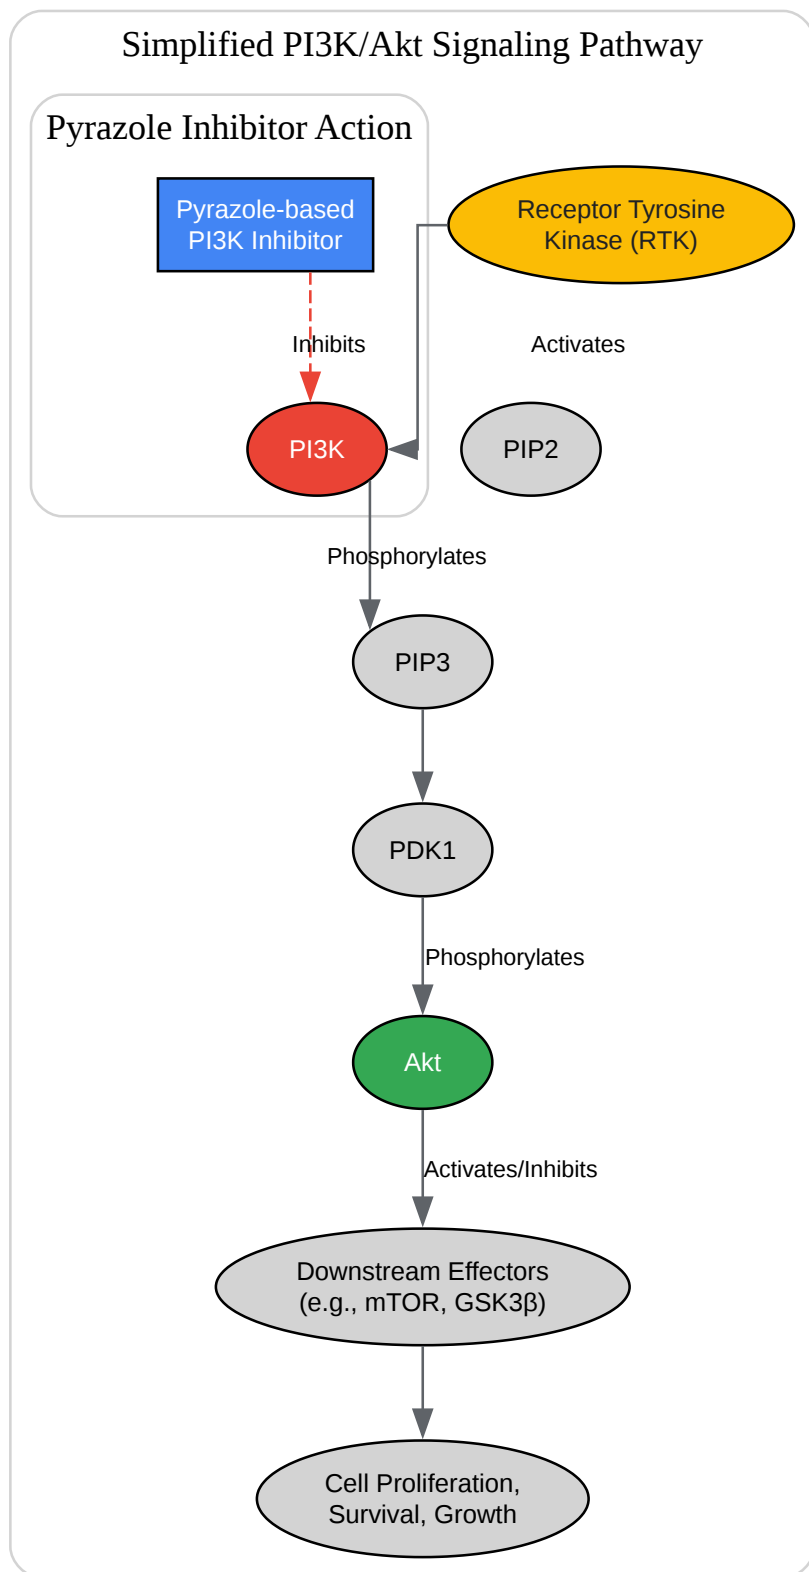 Simplified PI3K/Akt Signaling Pathway
Pyrazole Inhibitor Action
Pyrazole-based
PI3K Inhibitor
Receptor Tyrosine
Kinase (RTK)
Inhibits
Activates
PI3K
PIP2
Phosphorylates
PIP3
PDK1
Phosphorylates
Akt
Activates/Inhibits
Downstream Effectors
(e.g., mTOR, GSK3β)
Cell Proliferation,
Survival, Growth